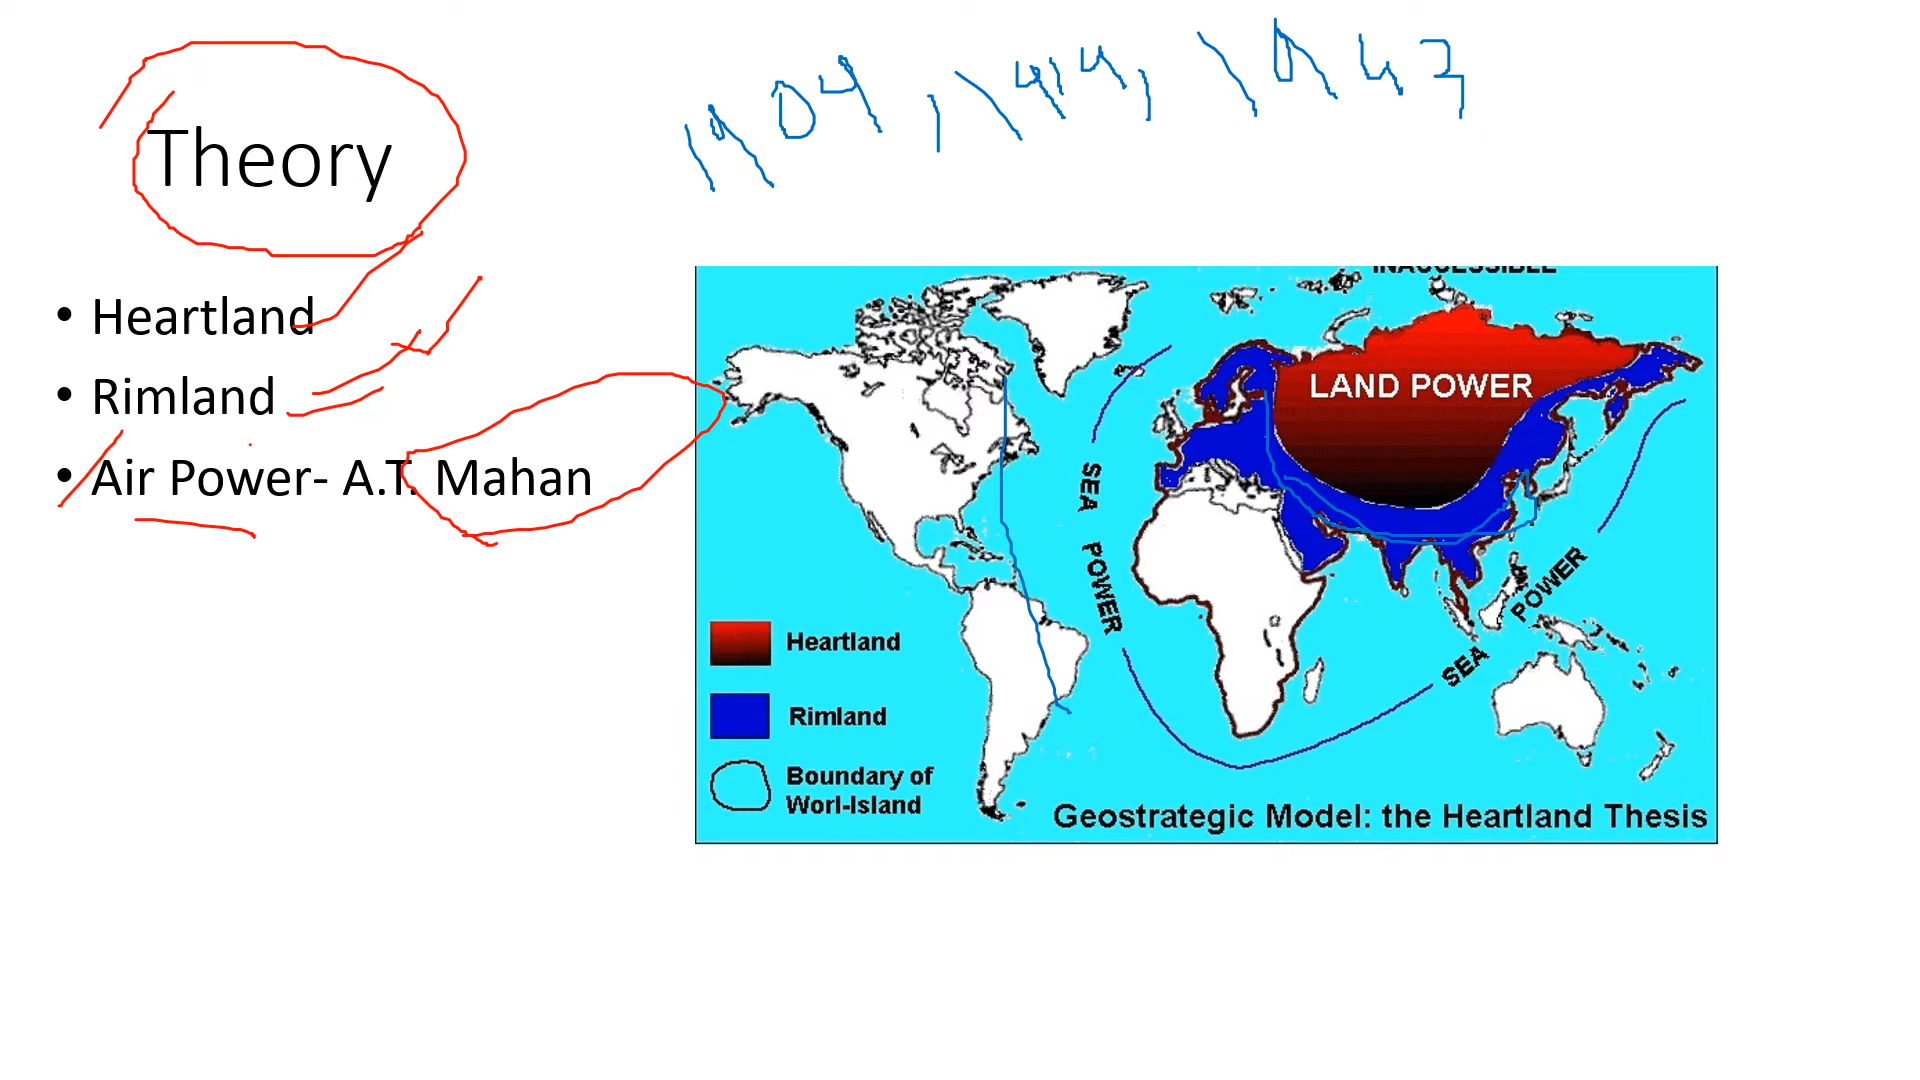 1904, 1919, 1943
Theory
• Heartland
• Rimland
• Air Power- A.T. Mahan
INACCESSIBLE
LAND POWER
SEA POWER
SEA POWER
Heartland
Rimland
Boundary of
Worl-Island
Geostrategic Model: the Heartland Thesis